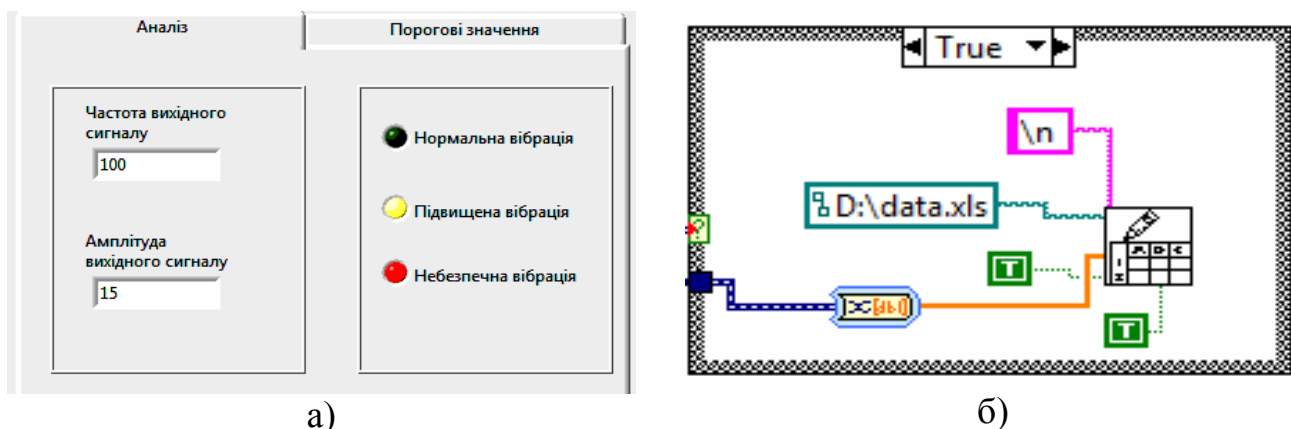 Аналіз
Порогові значення
Частота вихідного
сигналу
100
Амплітуда
вихідного сигналу
15
Нормальна вібрація
Підвищена вібрація
Небезпечна вібрація
а)
True
\n
D:\data.xls
?
T
T
б)